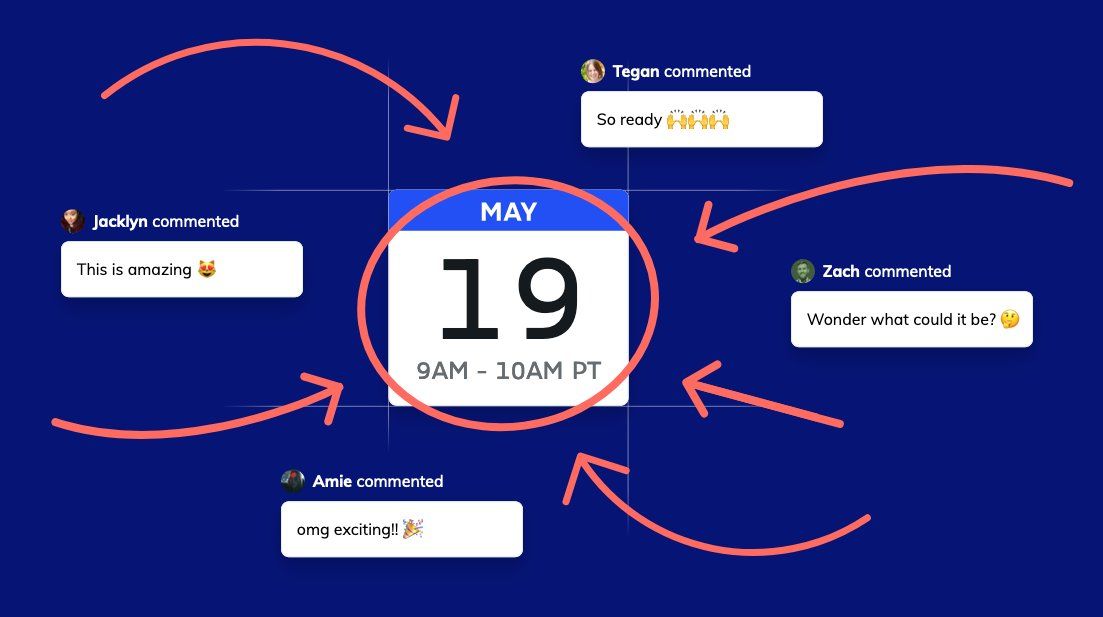 Tegan commented
So ready 🙌🙌🙌
MAY
Jacklyn commented
This is amazing 😻
19
Zach commented
Wonder what could it be? 🤔
9AM - 10AM PT
Amie commented
omg exciting!! 🎉